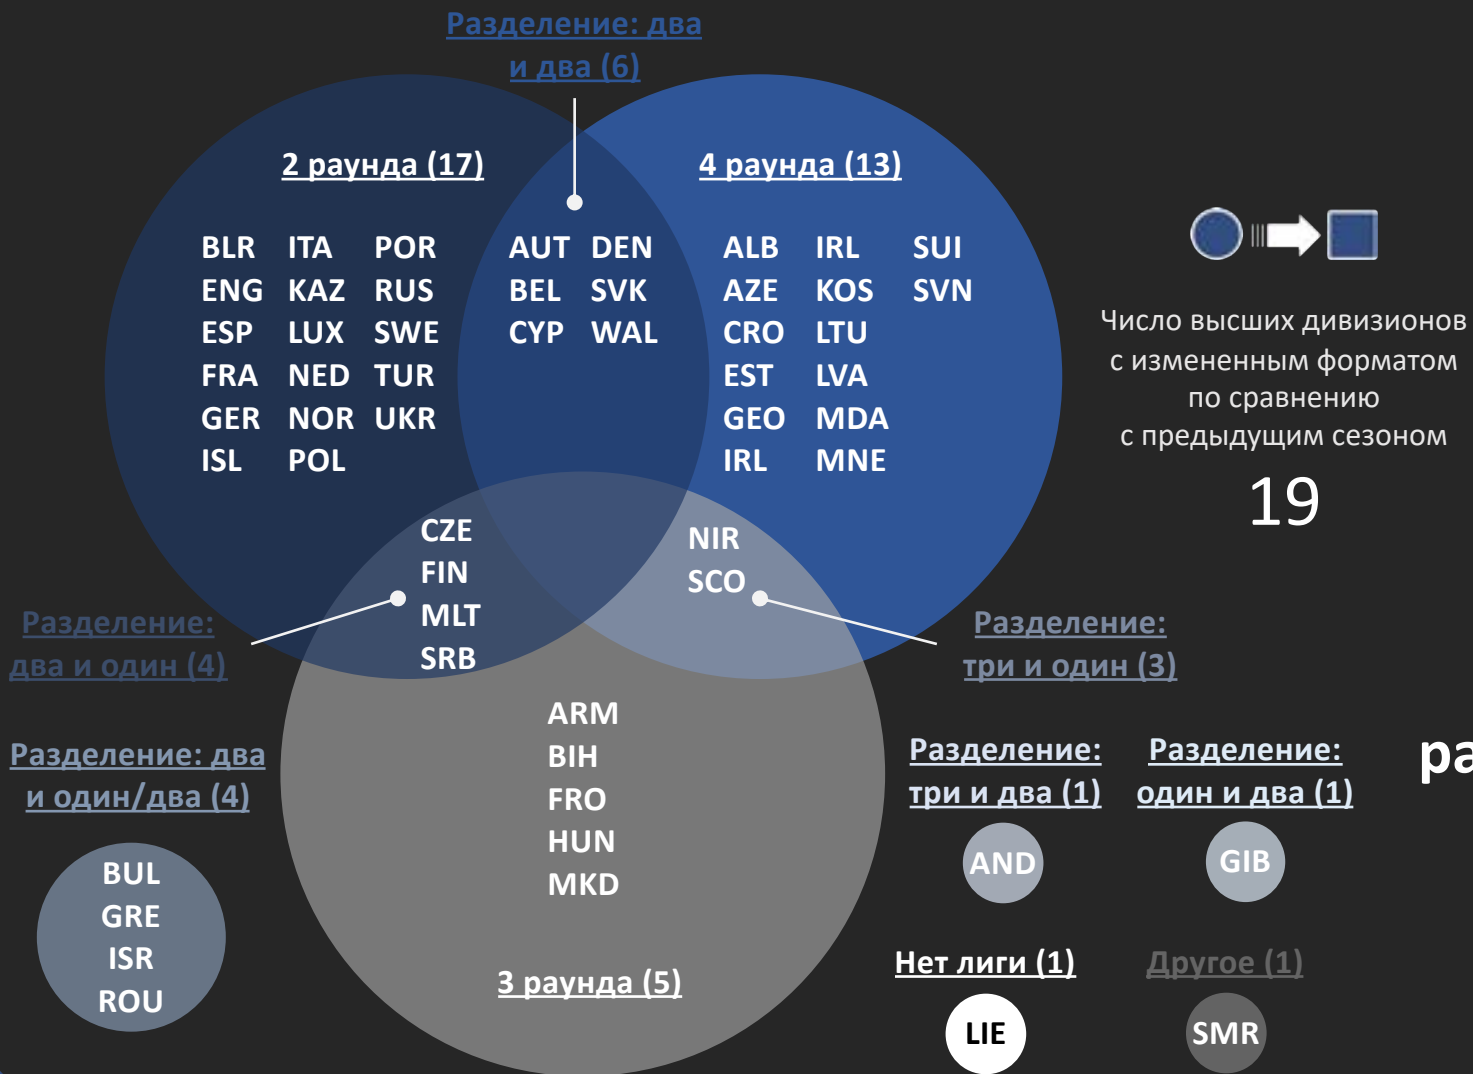 Разделение: два
и два (6)
2 раунда (17)
4 раунда (13)
BLR ITA POR
ENG KAZ RUS
ESP LUX SWE
FRA NED TUR
GER NOR UKR
ISL POL
AUT DEN
BEL SVK
CYP WAL
ALB IRL SUI
AZE KOS SVN
CRO LTU
EST LVA
GEO MDA
IRL MNE
Число высших дивизионов
с измененным форматом
по сравнению
с предыдущим сезоном
19
CZE
FIN
MLT
SRB
NIR
SCO
Разделение:
два и один (4)
Разделение:
три и один (3)
Разделение: два
и один/два (4)
BUL
GRE
ISR
ROU
ARM
BIH
FRO
HUN
MKD
3 раунда (5)
Разделение:
три и два (1)
AND
Разделение:
один и два (1)
GIB
ра
Нет лиги (1)
LIE
Другое (1)
SMR